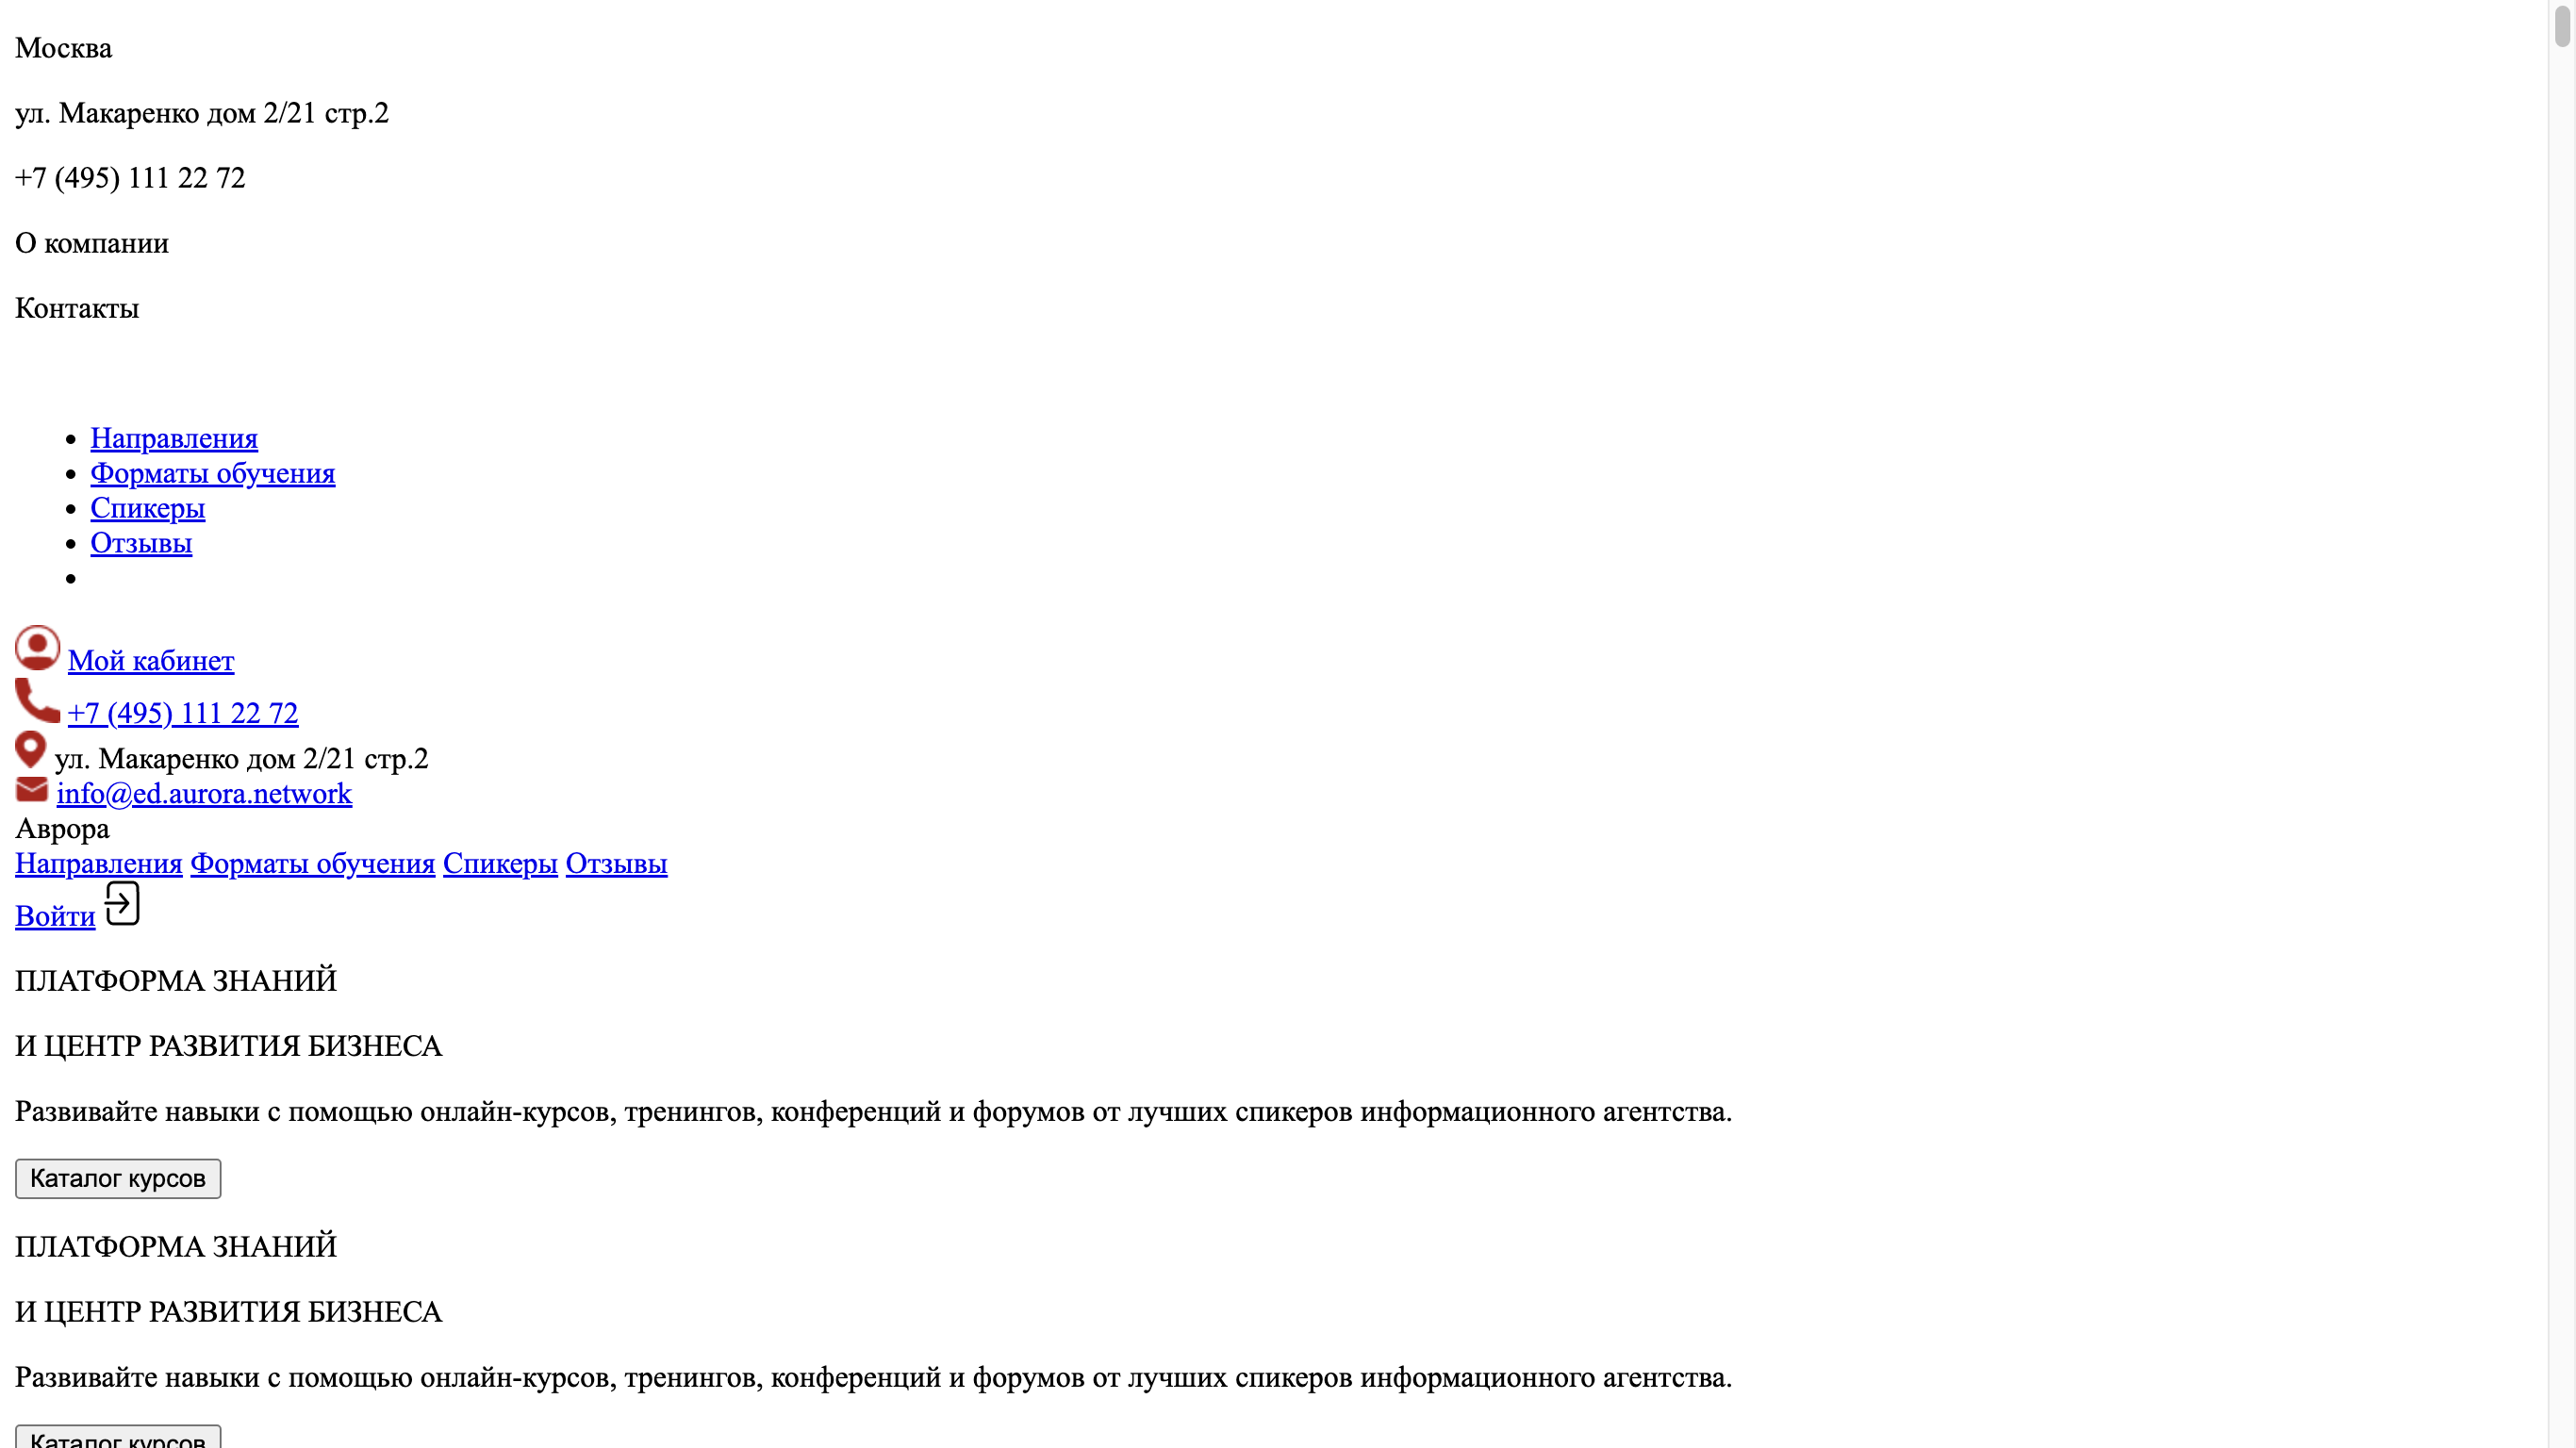 Москва
ул. Макаренко дом 2/21 стр.2
+7 (495) 111 22 72
О компании
Контакты
Направления
Форматы обучения
Спикеры
Отзывы
Мой кабинет
+7 (495) 111 22 72
ул. Макаренко дом 2/21 стр.2
info@ed.aurora.network
Аврора
Направления Форматы обучения Спикеры Отзывы
Войти
ПЛАТФОРМА ЗНАНИЙ
И ЦЕНТР РАЗВИТИЯ БИЗНЕСА
Развивайте навыки с помощью онлайн-курсов, тренингов, конференций и форумов от лучших спикеров информационного агентства.
Каталог курсов
ПЛАТФОРМА ЗНАНИЙ
И ЦЕНТР РАЗВИТИЯ БИЗНЕСА
Развивайте навыки с помощью онлайн-курсов, тренингов, конференций и форумов от лучших спикеров информационного агентства.
Каталог курсов